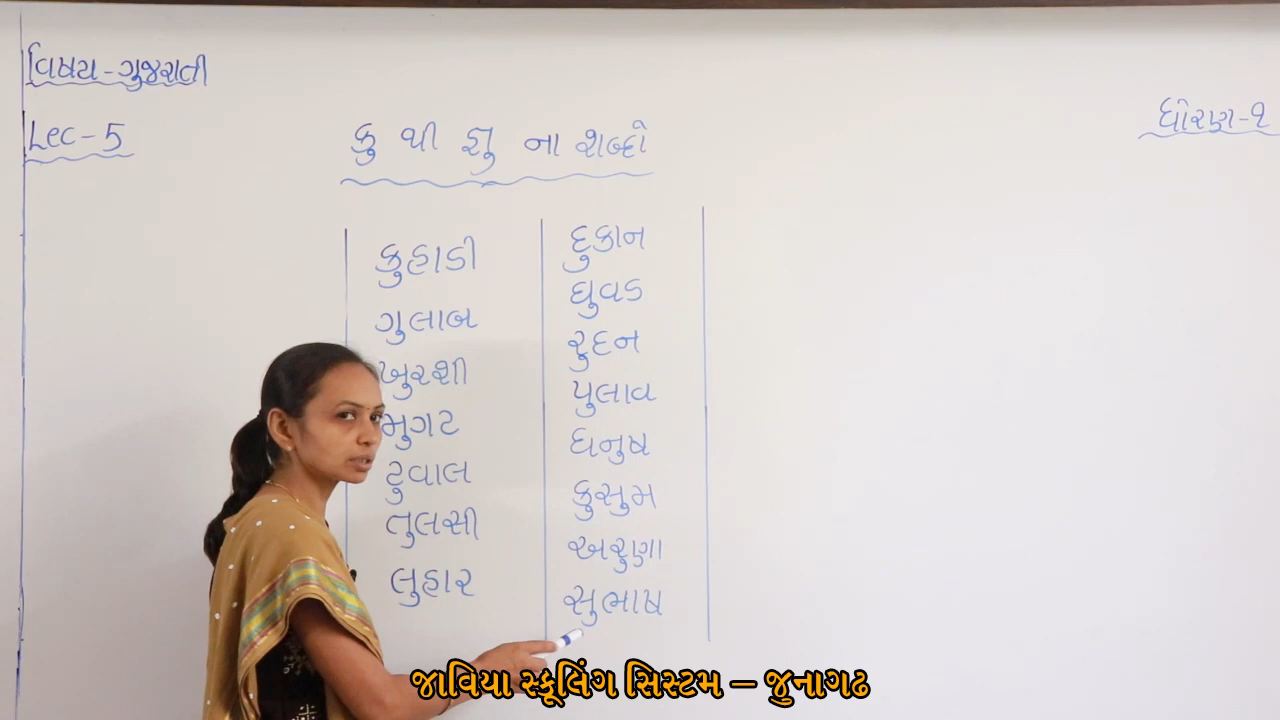 વિષય - ગુજરાતી
Lec - 5
ધોરણ - ૧
કુ થી જ્ઞુ ના શબ્દો
કુહાડી
ગુલાબ
ખુરશી
મુગટ
ટુવાલ
તુલસી
લુહાર
દુકાન
ઘુવડ
રુદન
પુલાવ
ધનુષ
કુસુમ
અરુણા
સુભાષ
જાવિયા સ્કૂલિંગ સિસ્ટમ – જુનાગઢ